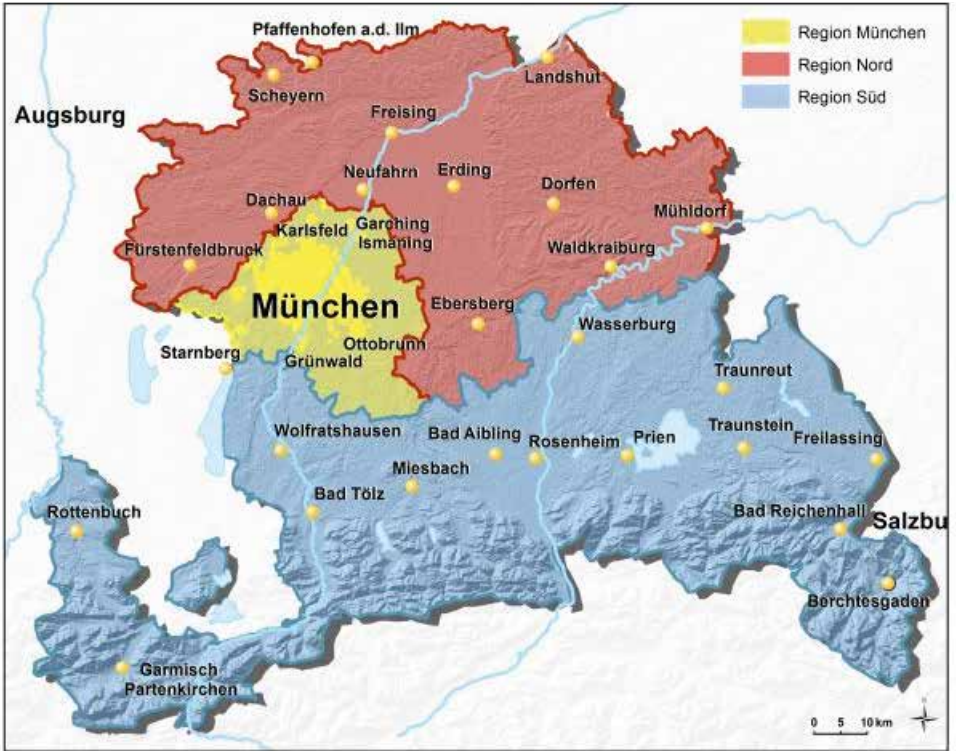 Pfaffenhofen a.d. Ilm
Region München
Region Nord
Region Süd
Landshut
Scheyern
Augsburg
Freising
Neufahrn
Erding
Dorfen
Dachau
Mühldorf
Karlsfeld
Garching
Ismaning
Fürstenfeldbruck
Waldkraiburg
München
Ebersberg
Wasserburg
Starnberg
Ottobrunn
Grünwald
Traunreut
Wolfratshausen
Bad Aibling
Rosenheim
Prien
Traunstein
Freilassing
Miesbach
Bad Tölz
Rottenbuch
Bad Reichenhall
Salzbu
Berchtesgaden
Garmisch
Partenkirchen
0 5 10 km